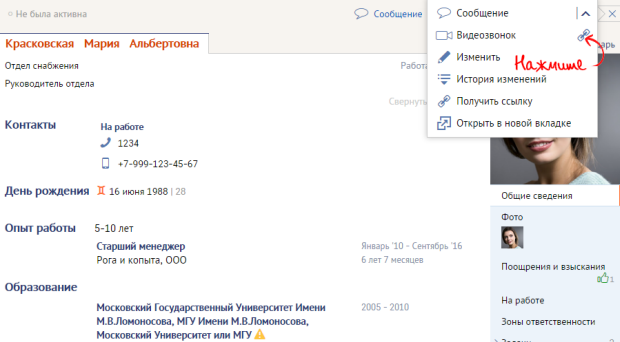 Не была активна
Сообщение
Сообщение
Видеозвонок
Изменить
История изменений
Получить ссылку
Открыть в новой вкладке
Нажмите
Красковская Мария Альбертовна
Отдел снабжения
Работа
Руководитель отдела
Свернуть
Контакты
На работе
1234
+7-999-123-45-67
День рождения
16 июня 1988 | 28
Опыт работы
5-10 лет
Старший менеджер
Январь '10 - Сентябрь '16
Рога и копыта, ООО
6 лет 7 месяцев
Образование
Московский Государственный Университет Имени
2005 - 2010
М.В.Ломоносова, МГУ Имени М.В.Ломоносова,
Московский Университет или МГУ
Общие сведения
Фото
Поощрения и взыскания
1
На работе
Зоны ответственности